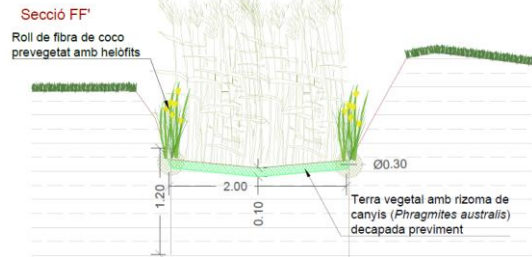 Secció FF'
Roll de fibra de coco
prevegetat amb helòfits
Ø0.30
2.00
1.20
0.10
Terra vegetal amb rizoma de
canyís (Phragmites australis)
decapada previment